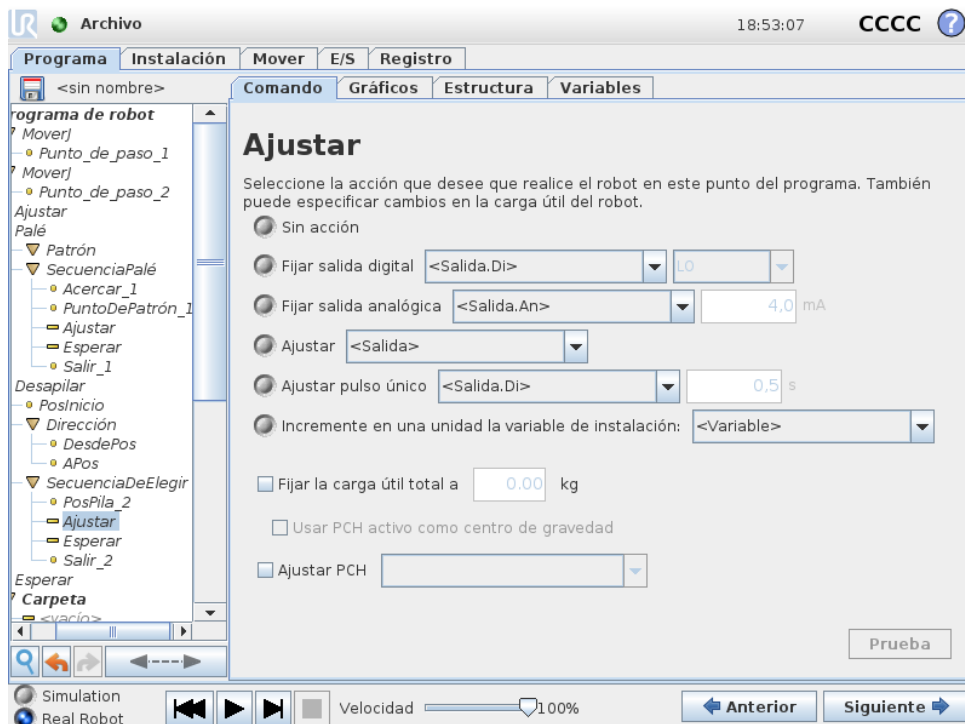 UR Archivo 18:53:07 CCCC ?
Programa Instalación Mover E/S Registro
<sin nombre>
Comando Gráficos Estructura Variables
rograma de robot
MoverJ
Punto_de_paso_1
MoverJ
Punto_de_paso_2
Ajustar
Palé
Patrón
SecuenciaPalé
Acercar_1
PuntoDePatrón_1
Ajustar
Esperar
Salir_1
Desapilar
PosInicio
Dirección
DesdePos
APos
SecuenciaDeElegir
PosPila_2
Ajustar
Esperar
Salir_2
Esperar
Carpeta
<vacío>
Ajustar
Seleccione la acción que desee que realice el robot en este punto del programa. También
puede especificar cambios en la carga útil del robot.
Sin acción
Fijar salida digital <Salida.Di> LO
Fijar salida analógica <Salida.An> 4,0 mA
Ajustar <Salida>
Ajustar pulso único <Salida.Di> 0,5 s
Incremente en una unidad la variable de instalación: <Variable>
Fijar la carga útil total a 0.00 kg
Usar PCH activo como centro de gravedad
Ajustar PCH
Prueba
Simulation
Real Robot
Velocidad 100%
Anterior Siguiente